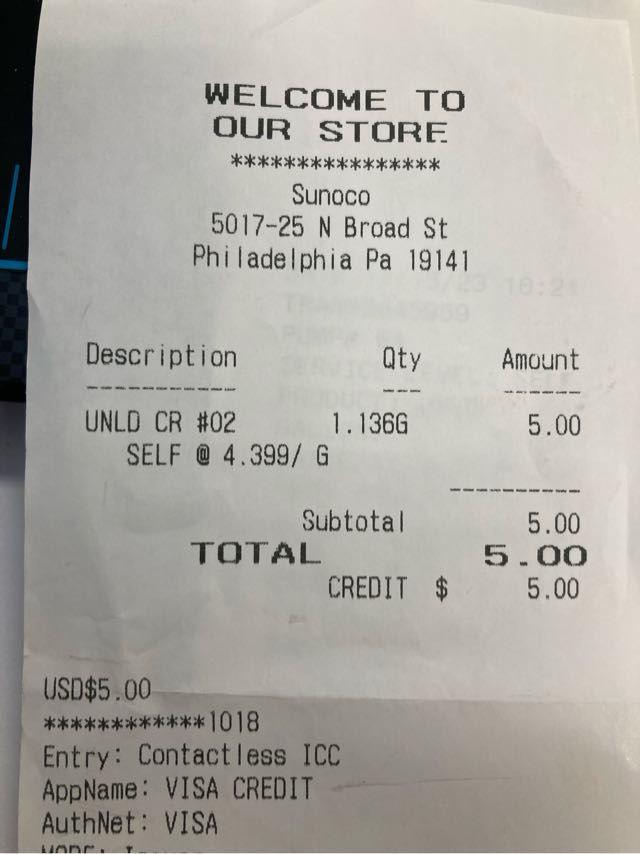 WELCOME TO
OUR STORE
****************
Sunoco
5017-25 N Broad St
Philadelphia Pa 19141
Description Qty Amount
----------- --- ------
UNLD CR #02 1.136G 5.00
SELF @ 4.399/ G
----------
Subtotal 5.00
TOTAL 5.00
CREDIT $ 5.00
USD$5.00
************1018
Entry: Contactless ICC
AppName: VISA CREDIT
AuthNet: VISA